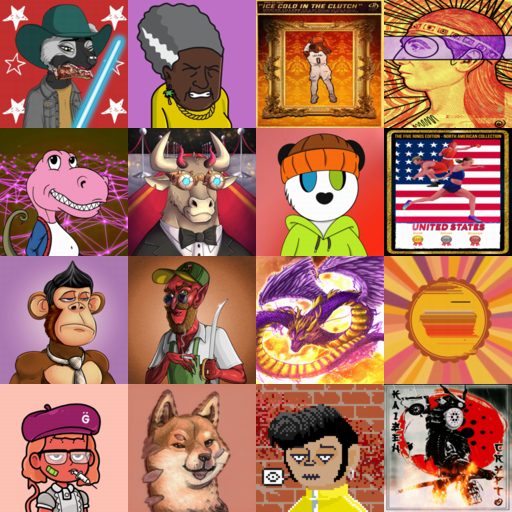 "ICE COLD IN THE CLUTCH"
THE FIVE RINGS EDITION - NORTH AMERICAN COLLECTION
UNITED STATES
G
KAIZEN
CRYPTO